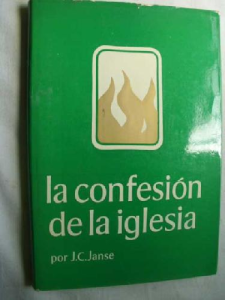 la confesión
de la iglesia
por J.C.Janse